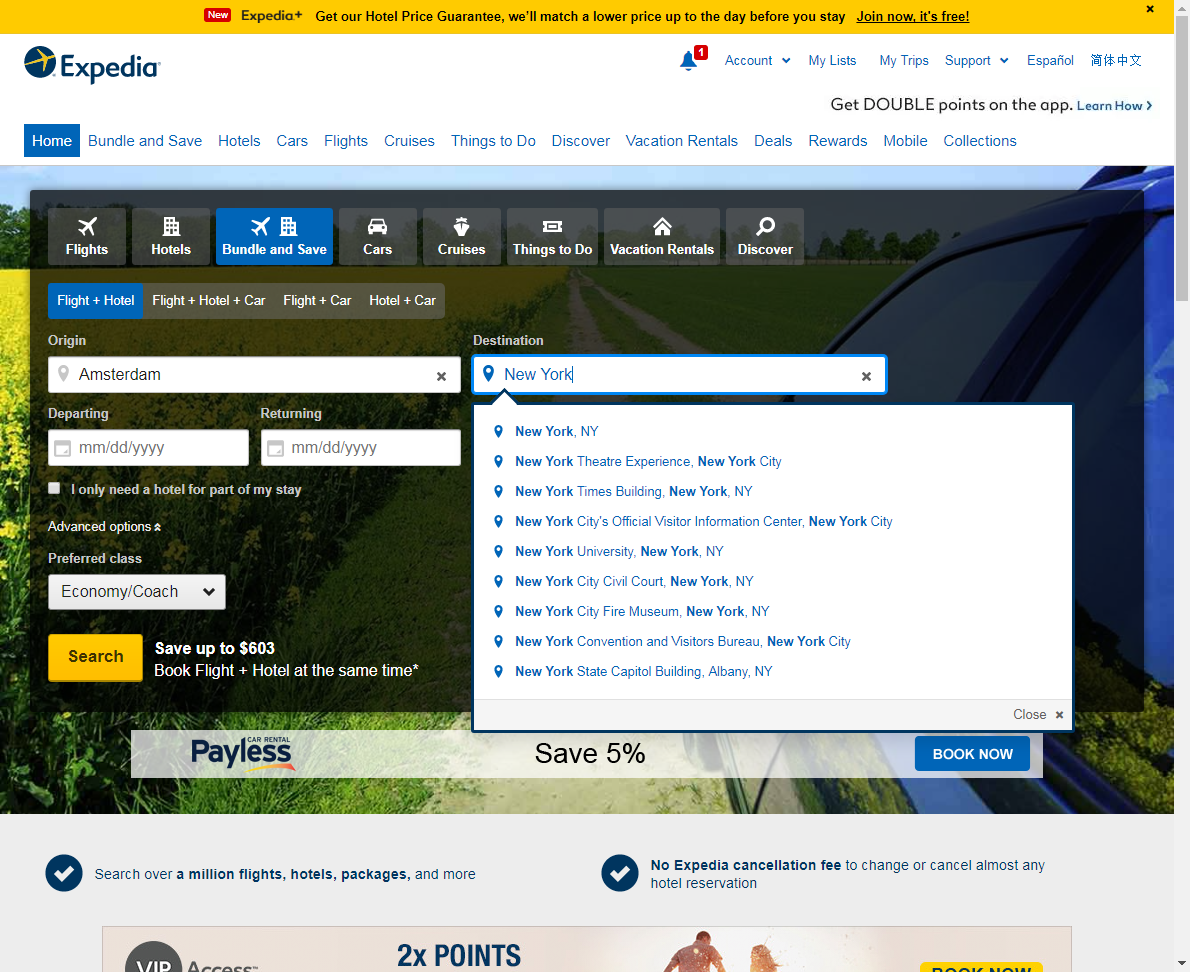 New Expedia+ Get our Hotel Price Guarantee, we'll match a lower price up to the day before you stay Join now, it's free!
Expedia
1 Account My Lists My Trips Support Español 简体中文
Get DOUBLE points on the app. Learn How
Home Bundle and Save Hotels Cars Flights Cruises Things to Do Discover Vacation Rentals Deals Rewards Mobile Collections
Flights Hotels Bundle and Save Cars Cruises Things to Do Vacation Rentals Discover
Flight + Hotel Flight + Hotel + Car Flight + Car Hotel + Car
Origin Destination
Amsterdam New York
Departing Returning
mm/dd/yyyy mm/dd/yyyy
I only need a hotel for part of my stay
Advanced options
Preferred class
Economy/Coach
Search
Save up to $603
Book Flight + Hotel at the same time*
New York, NY
New York Theatre Experience, New York City
New York Times Building, New York, NY
New York City's Official Visitor Information Center, New York City
New York University, New York, NY
New York City Civil Court, New York, NY
New York City Fire Museum, New York, NY
New York Convention and Visitors Bureau, New York City
New York State Capitol Building, Albany, NY
Close
CAR RENTAL
Payless Save 5% BOOK NOW
Search over a million flights, hotels, packages, and more
No Expedia cancellation fee to change or cancel almost any
hotel reservation
2x POINTS
VIP Access
BOOK NOW